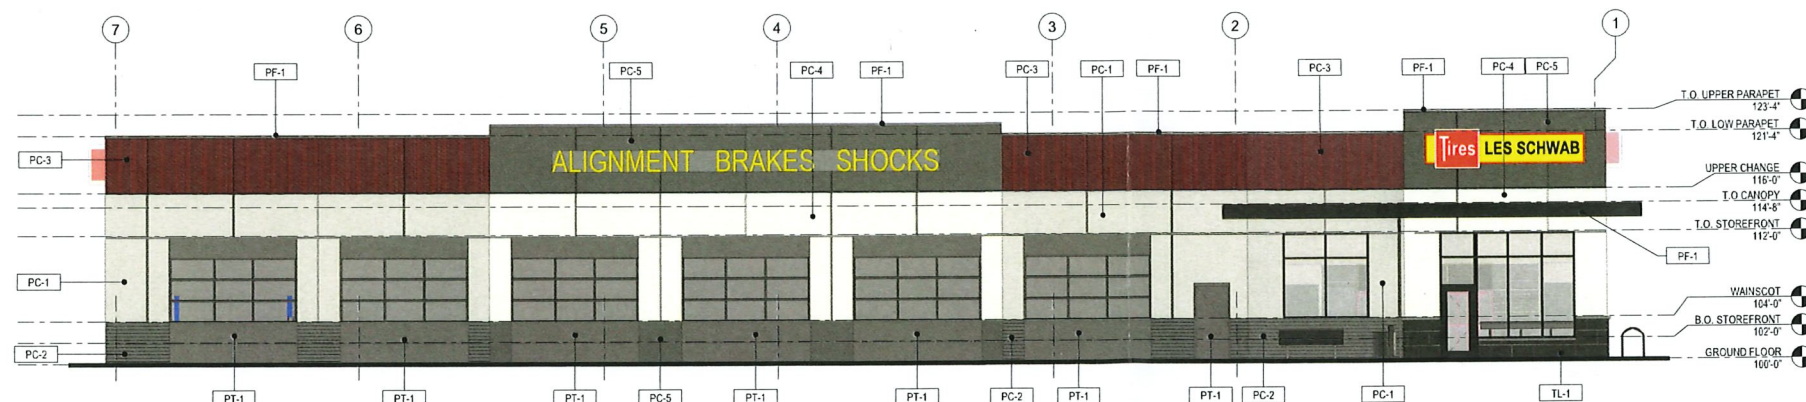 7 6 5 4 3 2 1
PF-1 PC-5 PC-4 PF-1 PC-3 PC-1 PF-1 PC-3 PF-1 PC-4 PC-5
T.O. UPPER PARAPET
123'-4"
T.O. LOW PARAPET
121'-4"
PC-3
ALIGNMENT BRAKES SHOCKS
Tires LES SCHWAB
UPPER CHANGE
116'-0"
T.O CANOPY
114'-8"
T.O. STOREFRONT
112'-0"
PF-1
PC-1 PC-1
WAINSCOT
104'-0"
B.O. STOREFRONT
102'-0"
PC-2
GROUND FLOOR
100'-0"
PT-1 PT-1 PT-1 PC-5 PT-1 PT-1 PC-2 PT-1 PT-1 PC-2 PC-1 TL-1